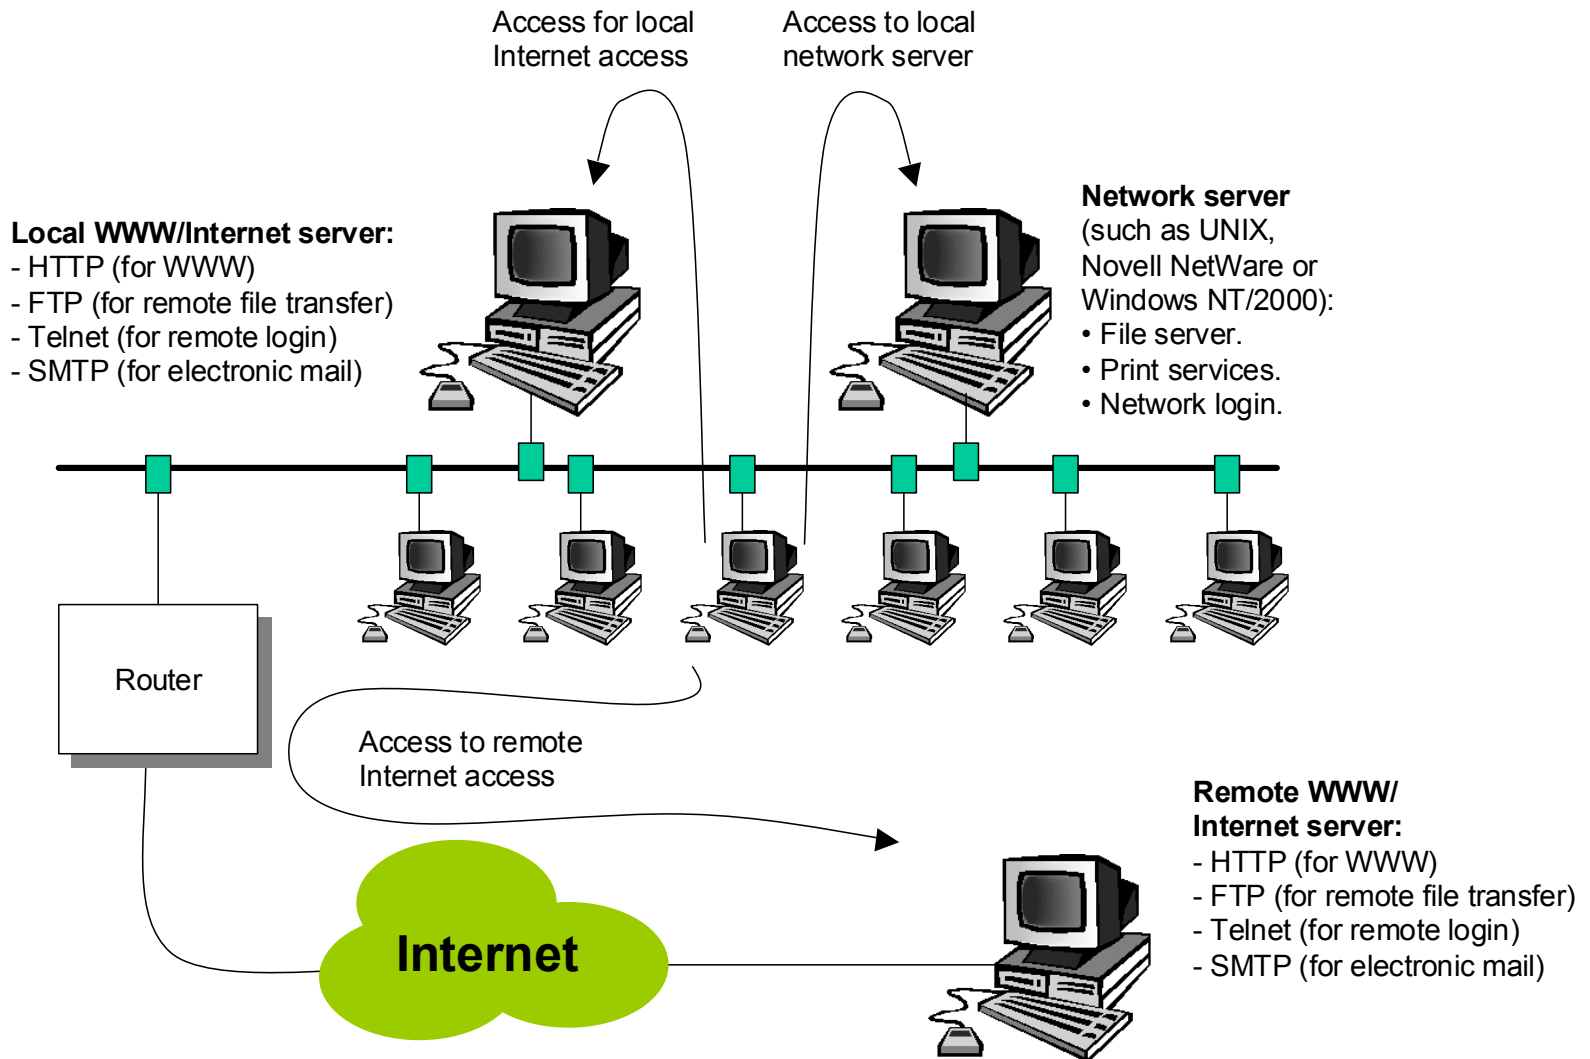 Access for local
Internet access
Access to local
network server
Local WWW/Internet server:
- HTTP (for WWW)
- FTP (for remote file transfer)
- Telnet (for remote login)
- SMTP (for electronic mail)
Network server
(such as UNIX,
Novell NetWare or
Windows NT/2000):
• File server.
• Print services.
• Network login.
Router
Access to remote
Internet access
Internet
Remote WWW/
Internet server:
- HTTP (for WWW)
- FTP (for remote file transfer)
- Telnet (for remote login)
- SMTP (for electronic mail)